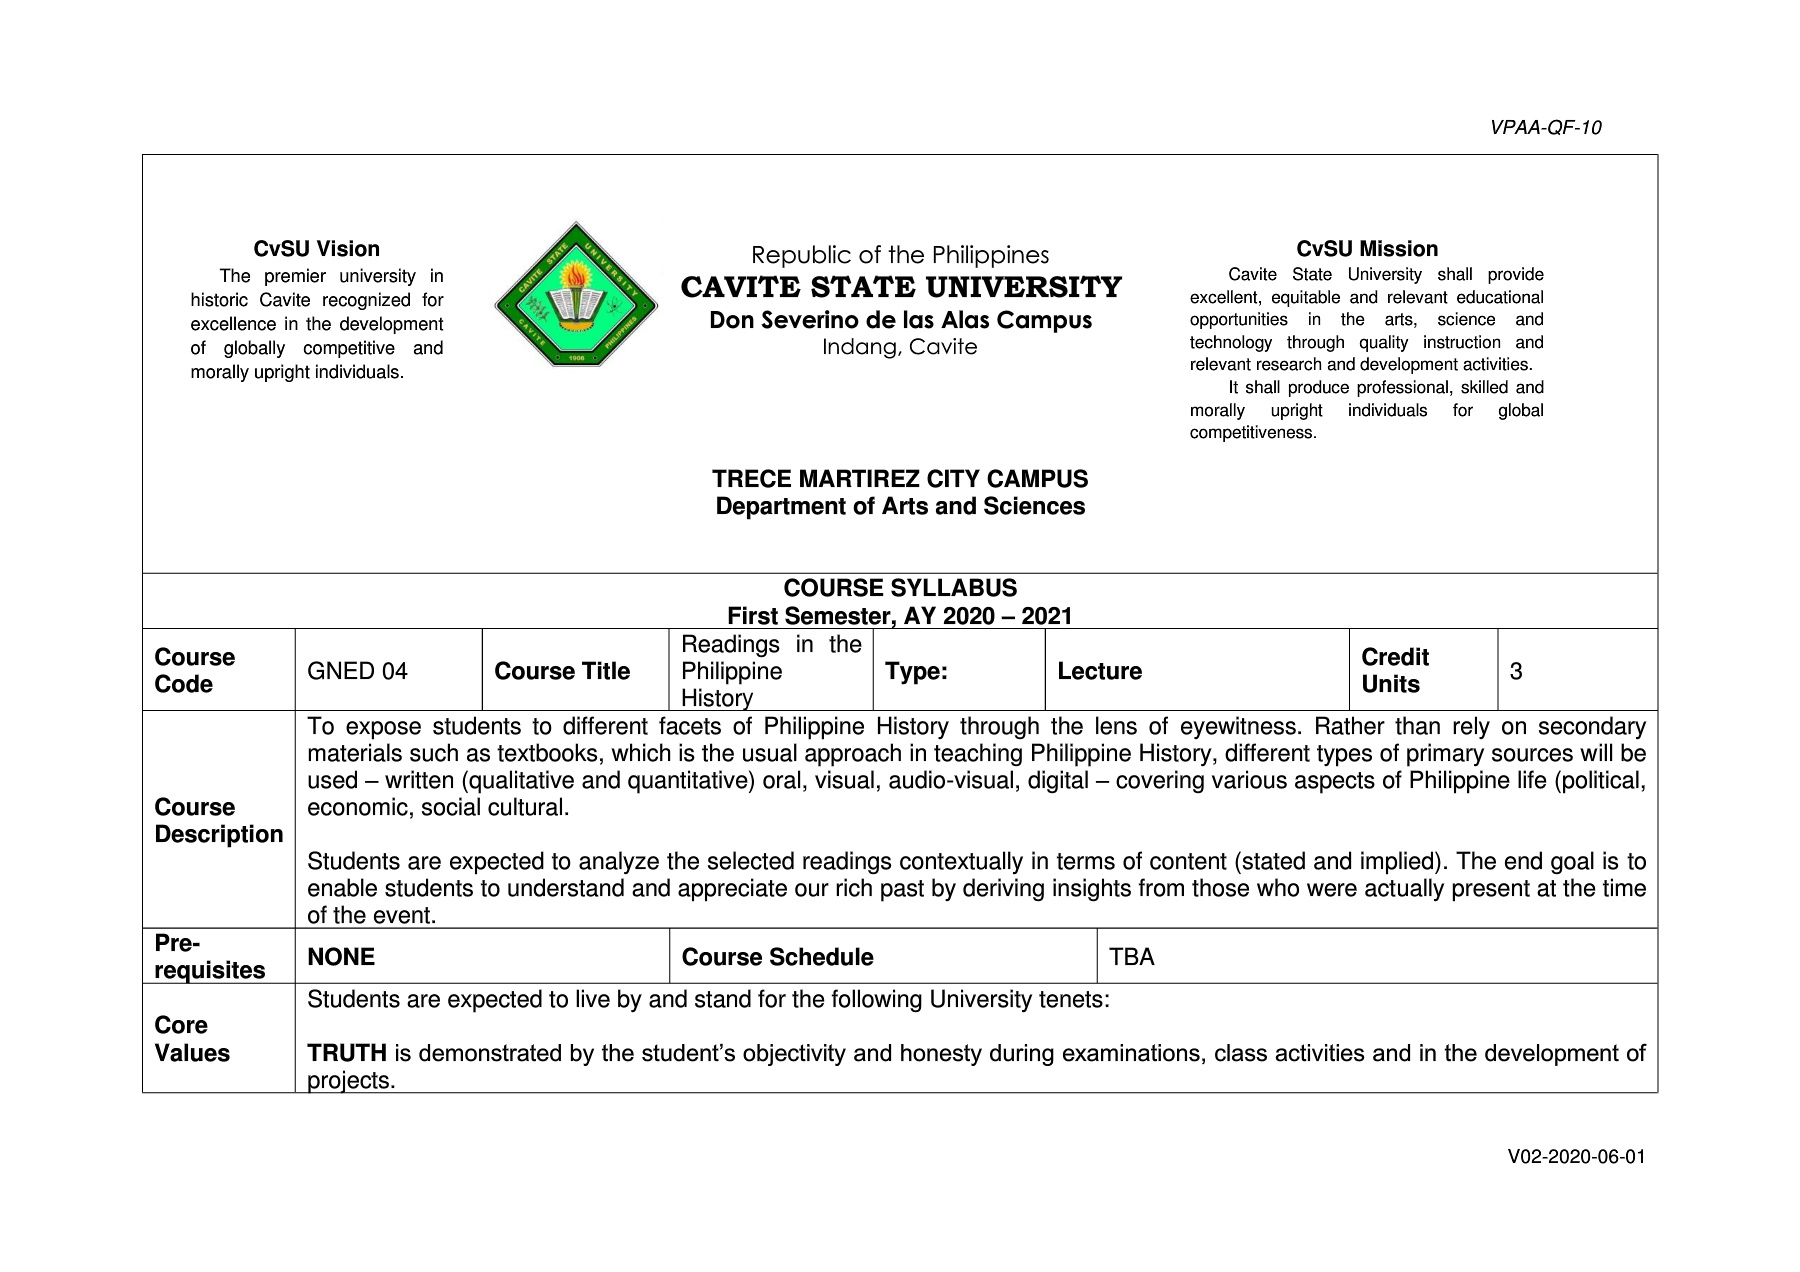 VPAA-QF-10
CvSU Vision
The premier university in
historic Cavite recognized for
excellence in the development
of globally competitive and
morally upright individuals.
CAVITE STATE UNIVERSITY
CAVITE
PHILIPPINES
1906
Republic of the Philippines
CAVITE STATE UNIVERSITY
Don Severino de las Alas Campus
Indang, Cavite
CvSU Mission
Cavite State University shall provide
excellent, equitable and relevant educational
opportunities in the arts, science and
technology through quality instruction and
relevant research and development activities.
It shall produce professional, skilled and
morally upright individuals for global
competitiveness.
TRECE MARTIREZ CITY CAMPUS
Department of Arts and Sciences
COURSE SYLLABUS
First Semester, AY 2020 – 2021
Course
Code
GNED 04
Course Title
Readings in the
Philippine
History
Type:
Lecture
Credit
Units
3
Course
Description
To expose students to different facets of Philippine History through the lens of eyewitness. Rather than rely on secondary
materials such as textbooks, which is the usual approach in teaching Philippine History, different types of primary sources will be
used – written (qualitative and quantitative) oral, visual, audio-visual, digital – covering various aspects of Philippine life (political,
economic, social cultural.
Students are expected to analyze the selected readings contextually in terms of content (stated and implied). The end goal is to
enable students to understand and appreciate our rich past by deriving insights from those who were actually present at the time
of the event.
Pre-
requisites
NONE
Course Schedule
TBA
Core
Values
Students are expected to live by and stand for the following University tenets:
TRUTH is demonstrated by the student’s objectivity and honesty during examinations, class activities and in the development of
projects.
V02-2020-06-01